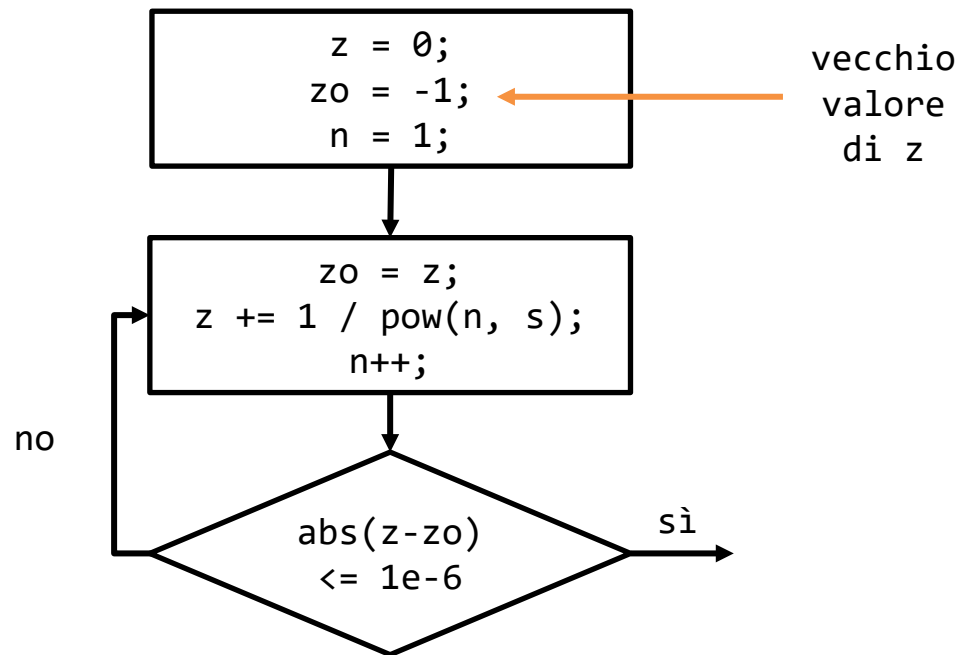 z = 0;
zo = -1;
n = 1;
vecchio
valore
di z
zo = z;
z += 1 / pow(n, s);
n++;
no
abs(z-zo)
<= 1e-6
sì